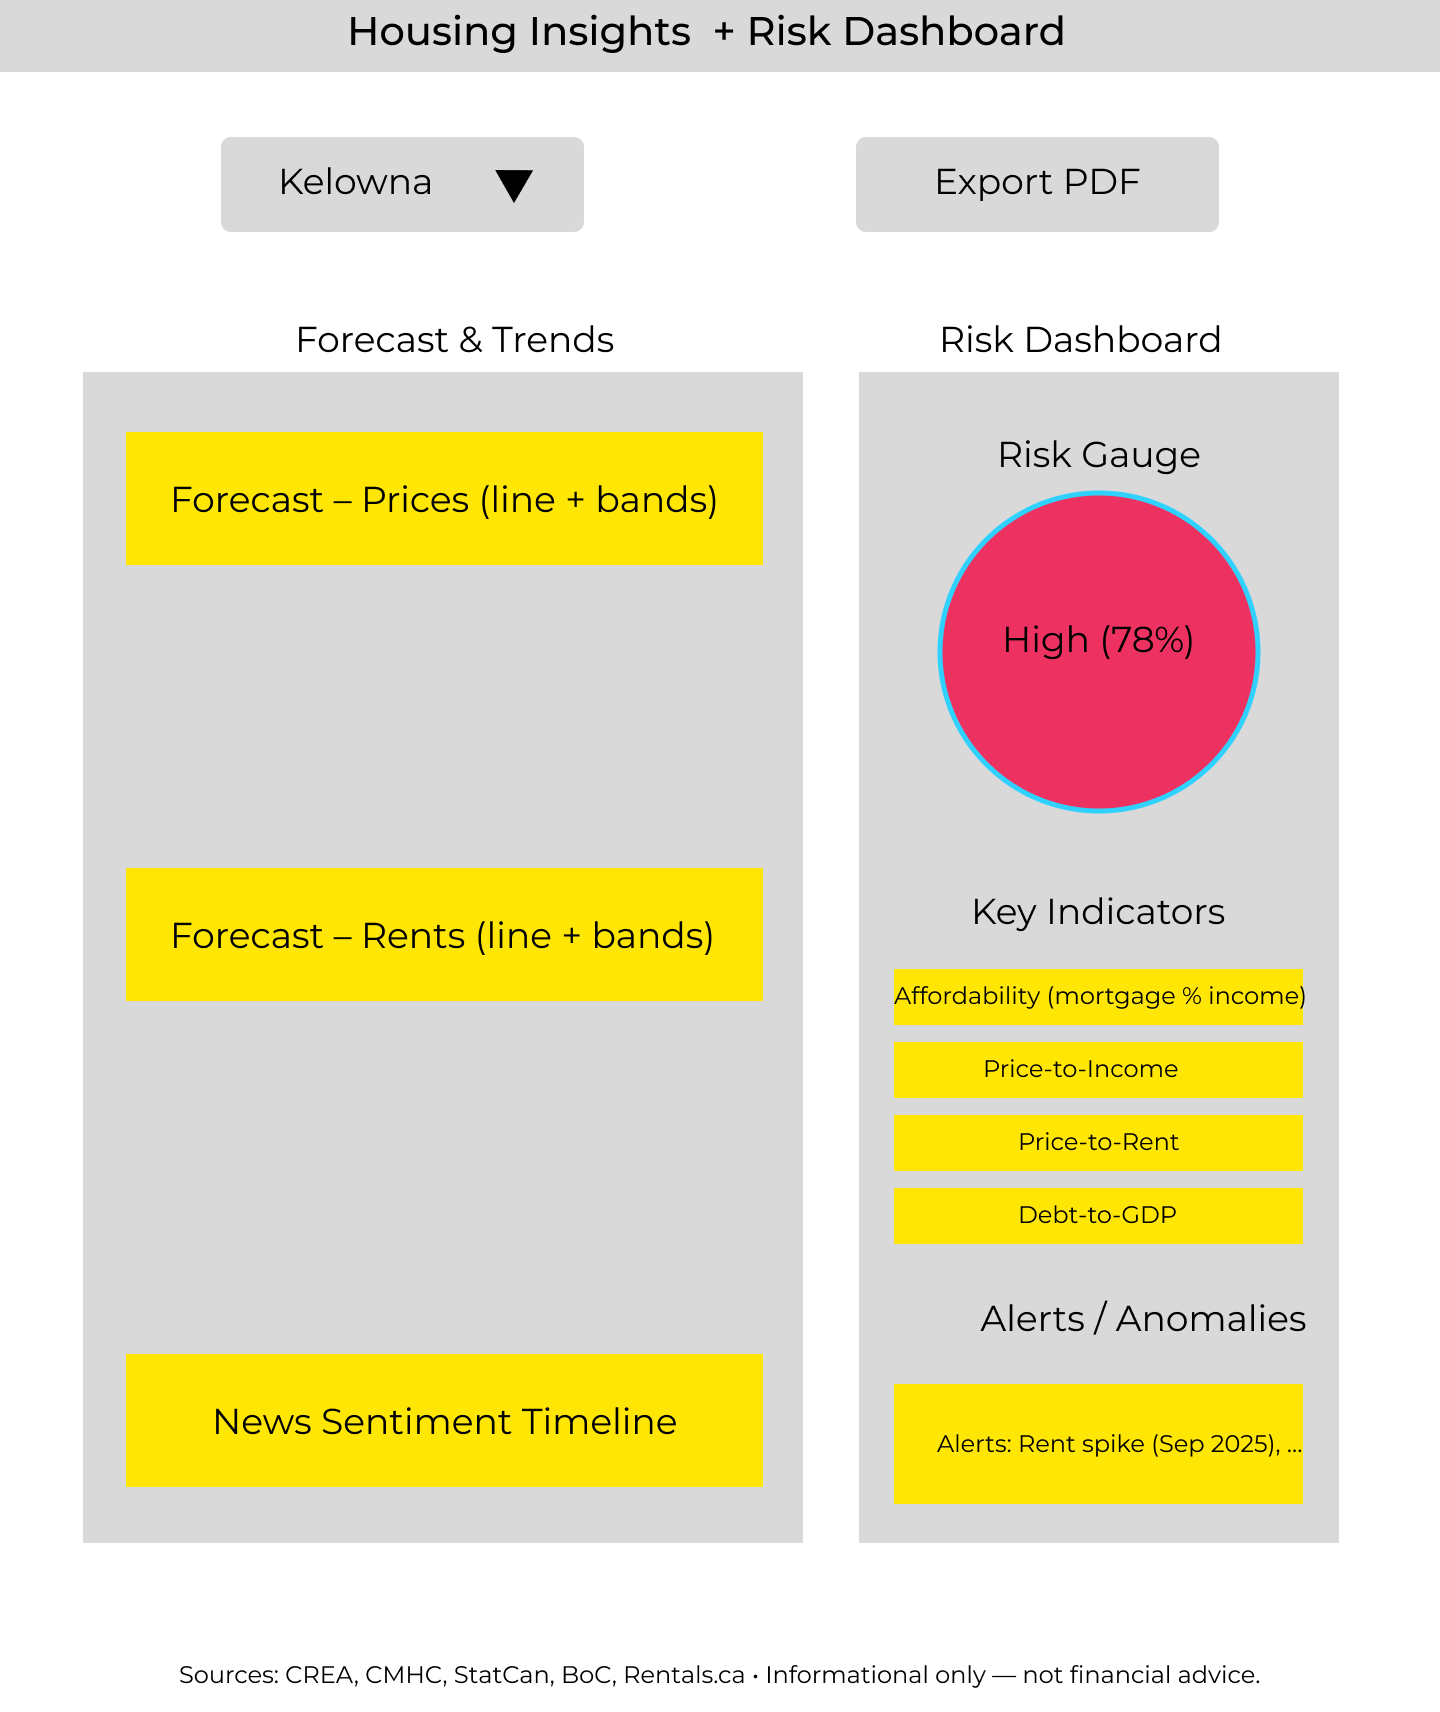 Housing Insights  + Risk Dashboard
Kelowna
Export PDF
Forecast & Trends
Forecast – Prices (line + bands)
Forecast – Rents (line + bands)
News Sentiment Timeline
Risk Dashboard
Risk Gauge
High (78%)
Key Indicators
Affordability (mortgage % income)
Price-to-Income
Price-to-Rent
Debt-to-GDP
Alerts / Anomalies
Alerts: Rent spike (Sep 2025), ...
Sources: CREA, CMHC, StatCan, BoC, Rentals.ca • Informational only — not financial advice.